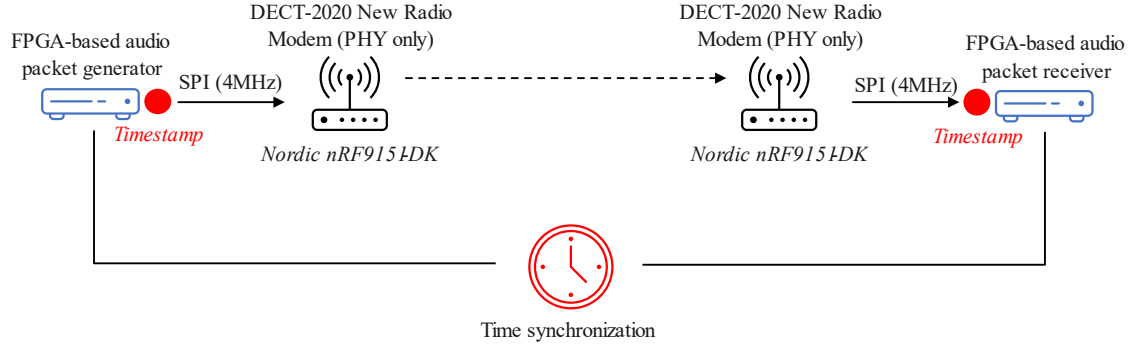 DECT-2020 New Radio
Modem (PHY only)
DECT-2020 New Radio
Modem (PHY only)
FPGA-based audio
packet generator
FPGA-based audio
packet receiver
SPI (4MHz)
SPI (4MHz)
Timestamp
Timestamp
Nordic nRF9151-DK
Nordic nRF9151-DK
Time synchronization